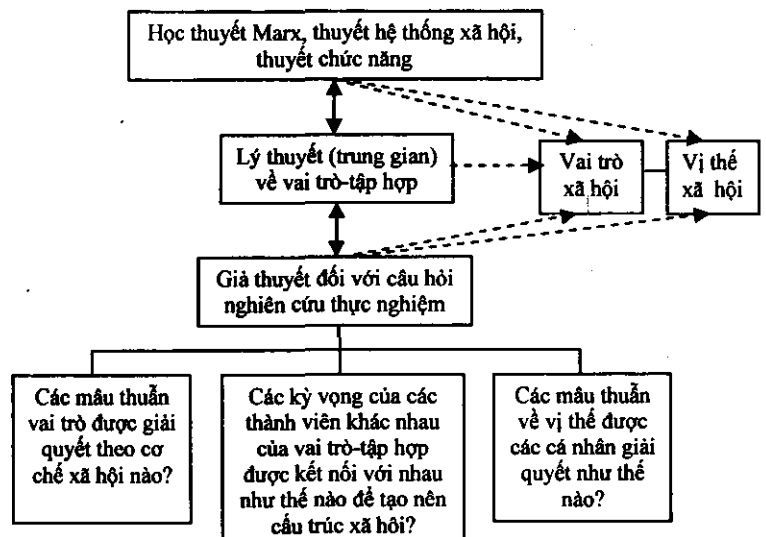 Học thuyết Marx, thuyết hệ thống xã hội,
thuyết chức năng
Lý thuyết (trung gian)
về vai trò-tập hợp
Vai trò
xã hội
Vị thế
xã hội
Giả thuyết đối với câu hỏi
nghiên cứu thực nghiệm
Các mâu thuẫn
vai trò được giải
quyết theo cơ
chế xã hội nào?
Các kỳ vọng của các
thành viên khác nhau
của vai trò-tập hợp
được kết nối với nhau
như thế nào để tạo nên
cấu trúc xã hội?
Các mâu thuẫn
về vị thế được
các cá nhân giải
quyết như thế
nào?